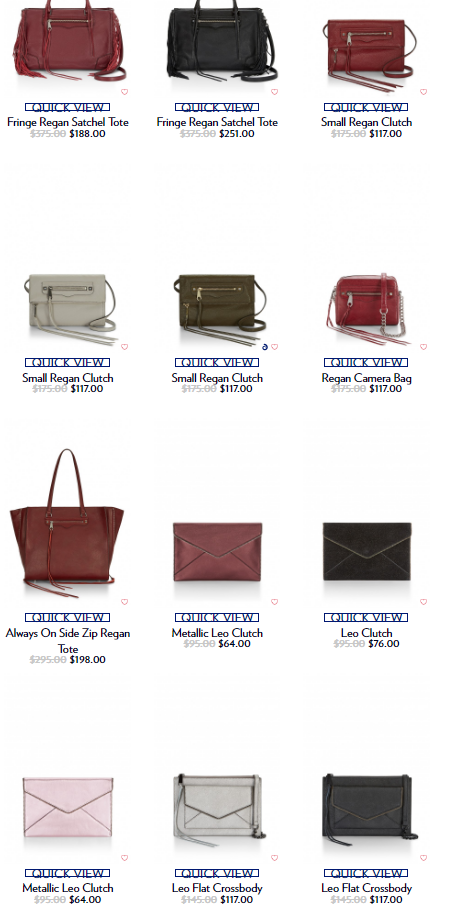 QUICK VIEW QUICK VIEW QUICK VIEW
Fringe Regan Satchel Tote Fringe Regan Satchel Tote Small Regan Clutch
$375.00 $188.00 $375.00 $251.00 $175.00 $117.00
QUICK VIEW QUICK VIEW QUICK VIEW
Small Regan Clutch Small Regan Clutch Regan Camera Bag
$175.00 $117.00 $175.00 $117.00 $175.00 $117.00
QUICK VIEW QUICK VIEW QUICK VIEW
Always On Side Zip Regan Metallic Leo Clutch Leo Clutch
Tote $95.00 $64.00 $95.00 $76.00
$295.00 $198.00
QUICK VIEW QUICK VIEW QUICK VIEW
Metallic Leo Clutch Leo Flat Crossbody Leo Flat Crossbody
$95.00 $64.00 $145.00 $117.00 $145.00 $117.00